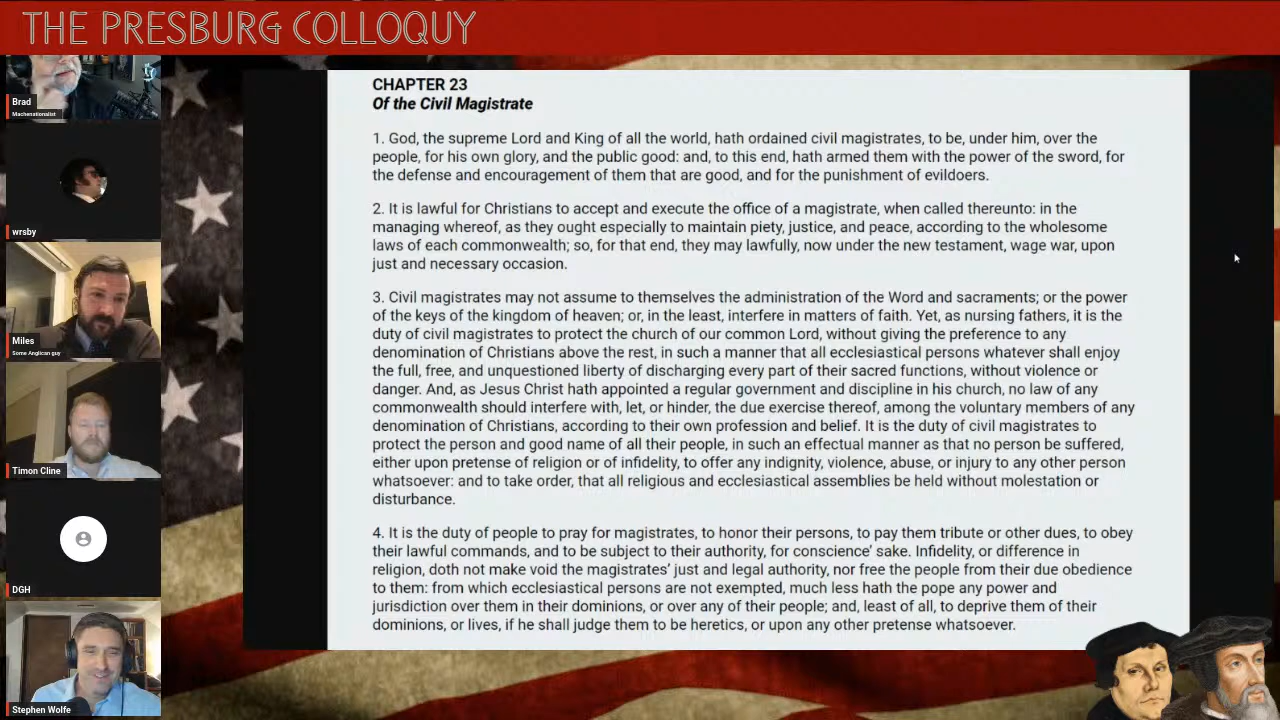 THE PRESBURG COLLOQUY
Brad
Machenationalist
wrsby
Miles
Some Anglican guy
Timon Cline
DGH
Stephen Wolfe
CHAPTER 23
Of the Civil Magistrate
1. God, the supreme Lord and King of all the world, hath ordained civil magistrates, to be, under him, over the
people, for his own glory, and the public good: and, to this end, hath armed them with the power of the sword, for
the defense and encouragement of them that are good, and for the punishment of evildoers.
2. It is lawful for Christians to accept and execute the office of a magistrate, when called thereunto: in the
managing whereof, as they ought especially to maintain piety, justice, and peace, according to the wholesome
laws of each commonwealth; so, for that end, they may lawfully, now under the new testament, wage war, upon
just and necessary occasion.
3. Civil magistrates may not assume to themselves the administration of the Word and sacraments; or the power
of the keys of the kingdom of heaven; or, in the least, interfere in matters of faith. Yet, as nursing fathers, it is the
duty of civil magistrates to protect the church of our common Lord, without giving the preference to any
denomination of Christians above the rest, in such a manner that all ecclesiastical persons whatever shall enjoy
the full, free, and unquestioned liberty of discharging every part of their sacred functions, without violence or
danger. And, as Jesus Christ hath appointed a regular government and discipline in his church, no law of any
commonwealth should interfere with, let, or hinder, the due exercise thereof, among the voluntary members of any
denomination of Christians, according to their own profession and belief. It is the duty of civil magistrates to
protect the person and good name of all their people, in such an effectual manner as that no person be suffered,
either upon pretense of religion or of infidelity, to offer any indignity, violence, abuse, or injury to any other person
whatsoever: and to take order, that all religious and ecclesiastical assemblies be held without molestation or
disturbance.
4. It is the duty of people to pray for magistrates, to honor their persons, to pay them tribute or other dues, to obey
their lawful commands, and to be subject to their authority, for conscience' sake. Infidelity, or difference in
religion, doth not make void the magistrates' just and legal authority, nor free the people from their due obedience
to them: from which ecclesiastical persons are not exempted, much less hath the pope any power and
jurisdiction over them in their dominions, or over any of their people; and, least of all, to deprive them of their
dominions, or lives, if he shall judge them to be heretics, or upon any other pretense whatsoever.